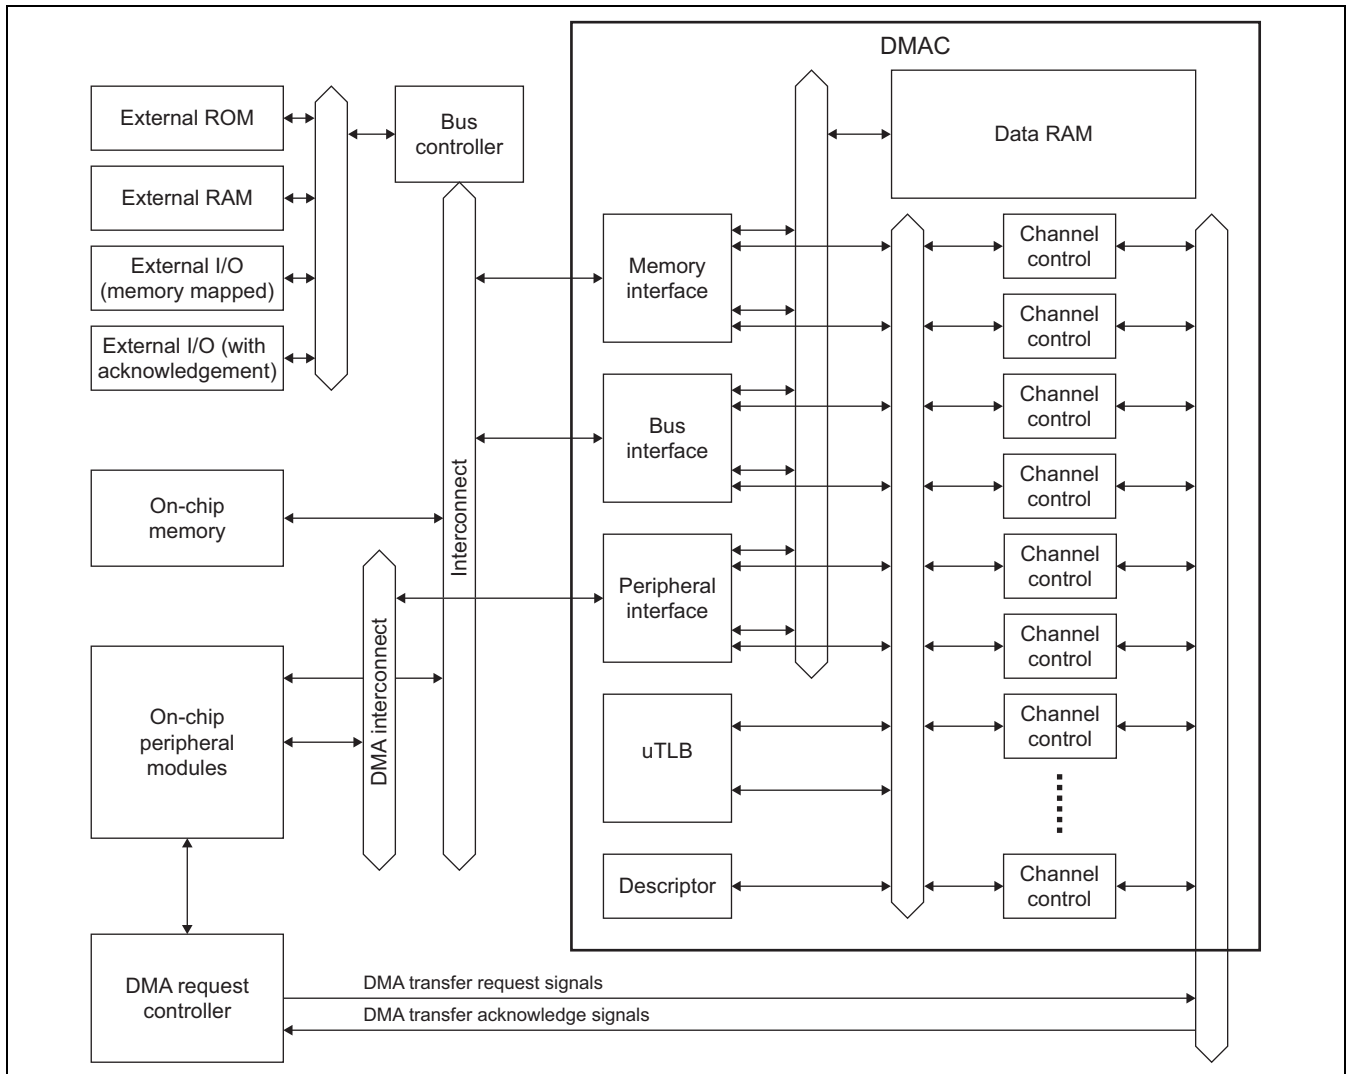 DMAC
External ROM
Bus
controller
Data RAM
External RAM
External I/O
(memory mapped)
External I/O (with
acknowledgement)
Memory
interface
Channel
control
Channel
control
Bus
interface
Channel
control
On-chip
memory
Interconnect
Channel
control
Peripheral
interface
Channel
control
DMA interconnect
Channel
control
On-chip
peripheral
modules
uTLB
Channel
control
Descriptor
Channel
control
DMA request
controller
DMA transfer request signals
DMA transfer acknowledge signals